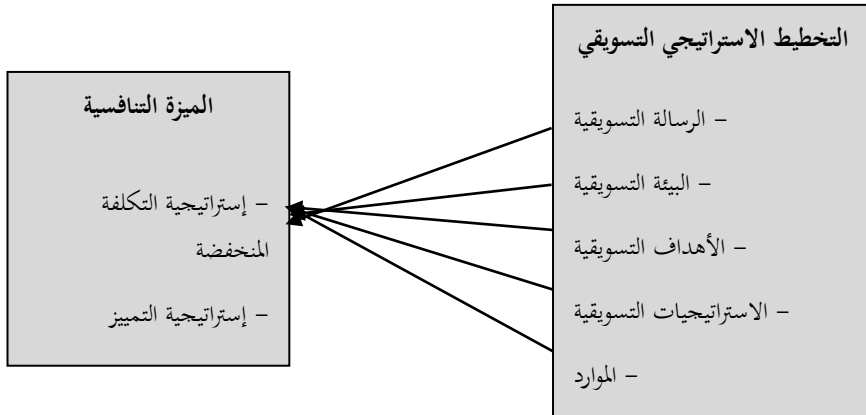 التخطيط الاستراتيجي التسويقي
– الرسالة التسويقية
– البيئة التسويقية
– الأهداف التسويقية
– الاستراتيجيات التسويقية
– الموارد
الميزة التنافسية
– إستراتيجية التكلفة
المنخفضة
– إستراتيجية التمييز